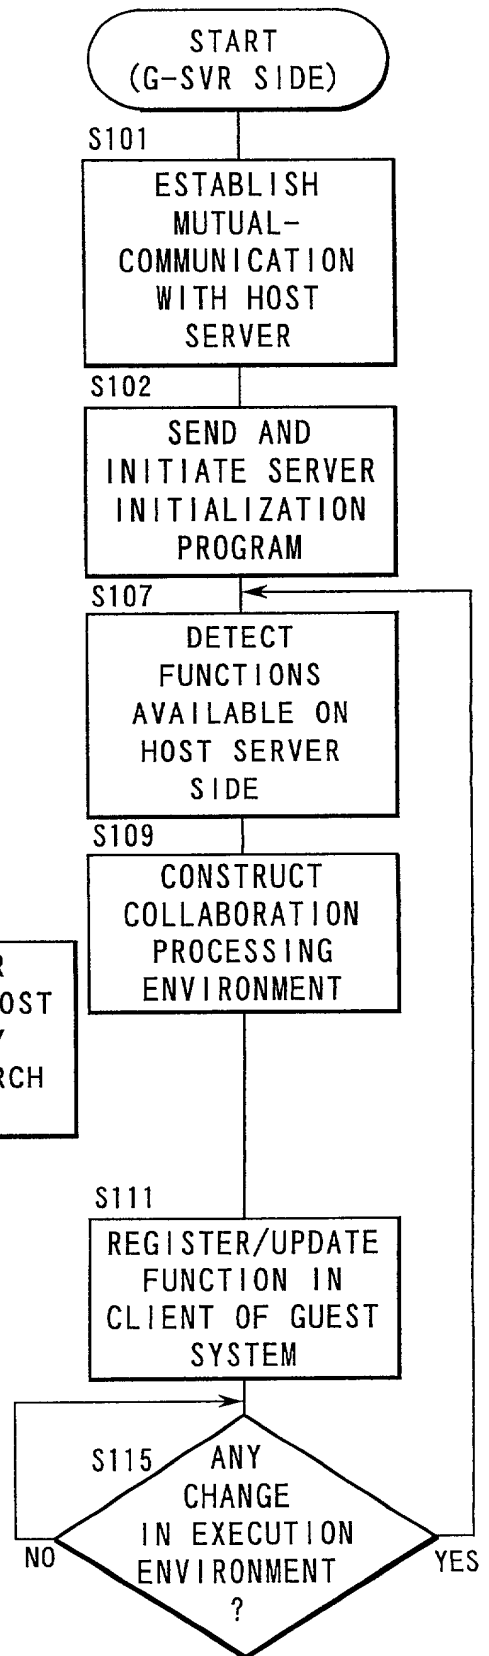 START
(G-SVR SIDE)
S101
ESTABLISH
MUTUAL-
COMMUNICATION
WITH HOST
SERVER
S102
SEND AND
INITIATE SERVER
INITIALIZATION
PROGRAM
S107
DETECT
FUNCTIONS
AVAILABLE ON
HOST SERVER
SIDE
S109
CONSTRUCT
COLLABORATION
PROCESSING
ENVIRONMENT
R
OST
Y
RCH
S111
REGISTER/UPDATE
FUNCTION IN
CLIENT OF GUEST
SYSTEM
S115
ANY
CHANGE
IN EXECUTION
ENVIRONMENT
?
NO
YES